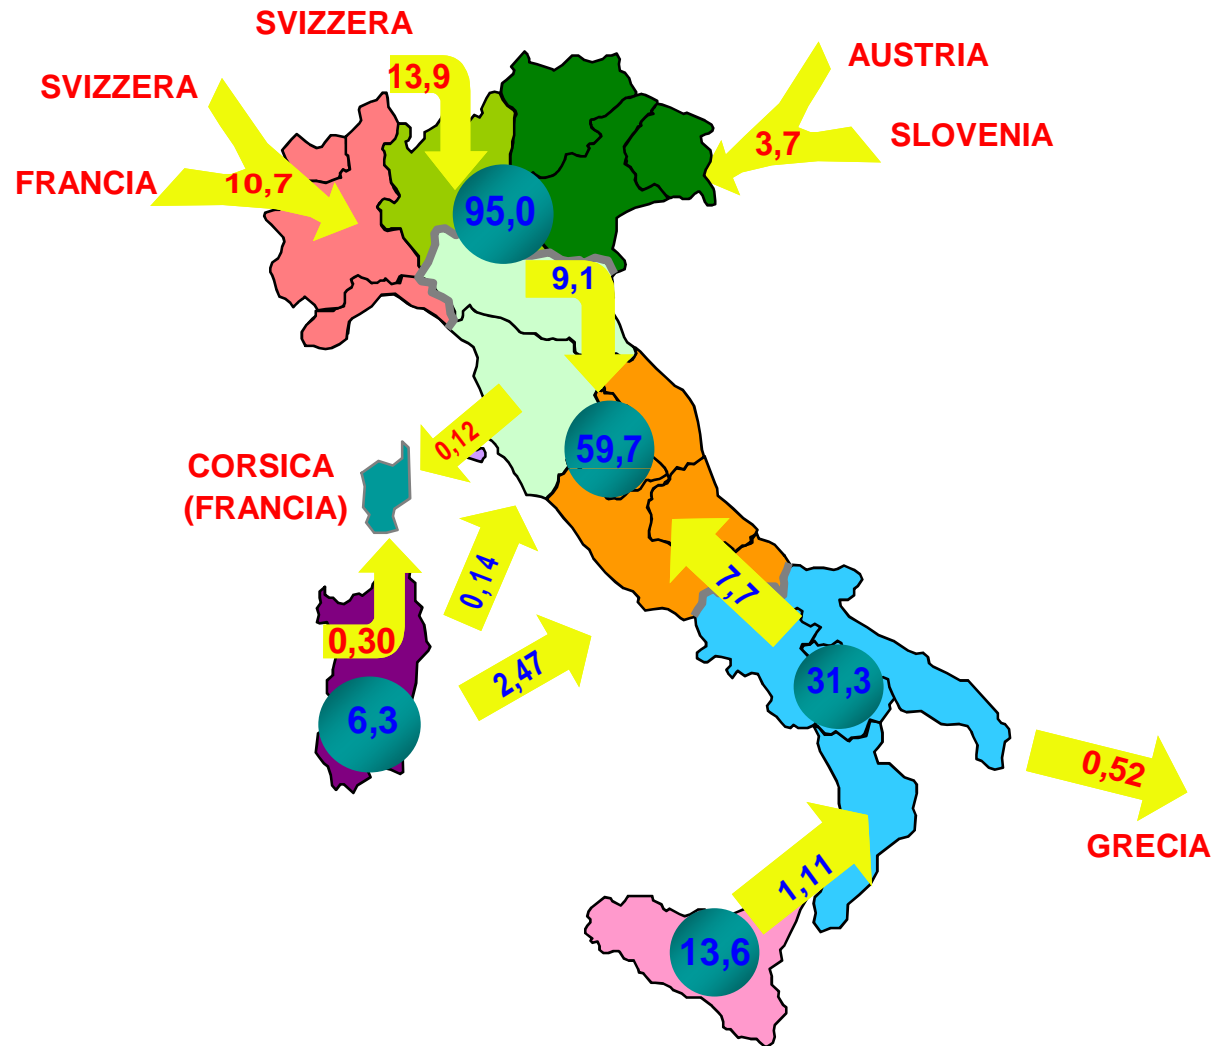 SVIZZERA
13,9
AUSTRIA
SVIZZERA
SLOVENIA
3,7
FRANCIA
10,7
95,0
9,1
0,12
59,7
CORSICA
(FRANCIA)
0,14
7,7
0,30
2,47
31,3
6,3
0,52
GRECIA
1,11
13,6